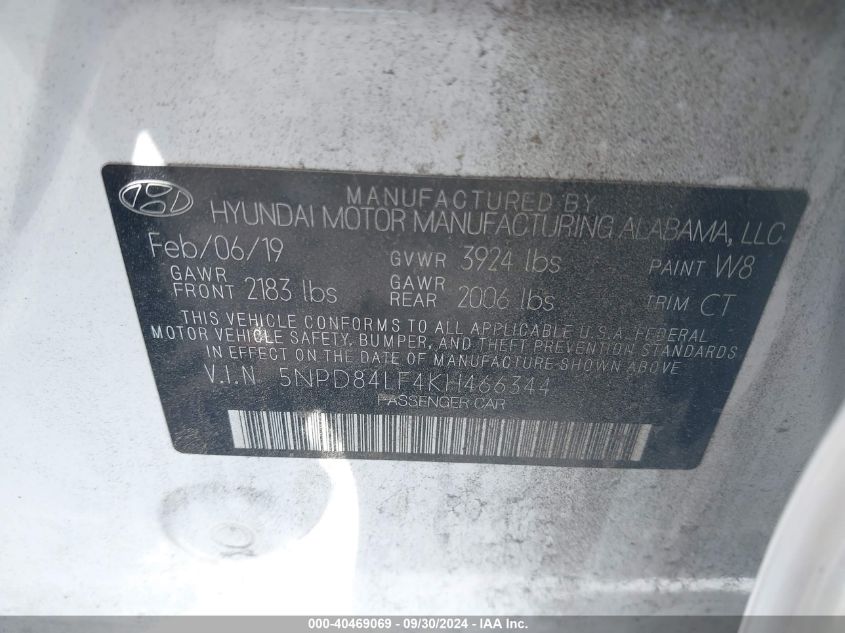 MANUFACTURED BY
HYUNDAI MOTOR MANUFACTURING ALABAMA, LLC
Feb/06/19 GVWR 3924 lbs PAINT W8
GAWR FRONT 2183 lbs GAWR REAR 2006 lbs TRIM CT
THIS VEHICLE CONFORMS TO ALL APPLICABLE U.S.A. FEDERAL
MOTOR VEHICLE SAFETY, BUMPER, AND THEFT PREVENTION STANDARDS
IN EFFECT ON THE DATE OF MANUFACTURE SHOWN ABOVE
V.I.N 5NPD84LF4KH466344
PASSENGER CAR
000-40469069 - 09/30/2024 - IAA Inc.